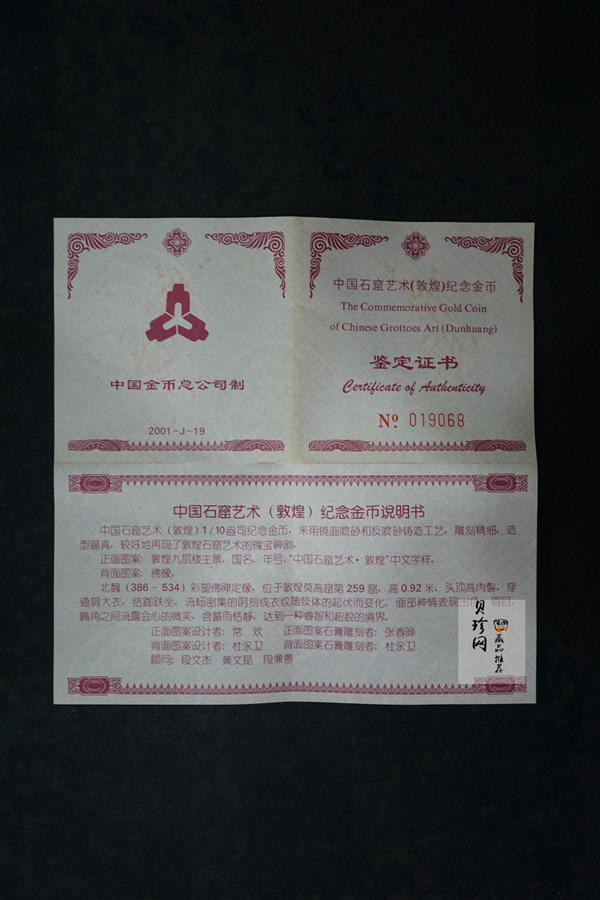 中国金币总公司制
2001-J-19
中国石窟艺术(敦煌)纪念金币
The Commemorative Gold Coin
of Chinese Grottoes Art (Dunhuang)
鉴定证书
Certificate of Authenticity
Nº 019068
中国石窟艺术(敦煌)纪念金币说明书
中国石窟艺术(敦煌)1/10盎司纪念金币,采用镜面喷砂和反喷砂铸造工艺,雕刻精细,造
型逼真,较好地再现了敦煌石窟艺术的瑰宝神韵。
正面图案:敦煌九层楼主景,国名,年号,“中国石窟艺术·敦煌”中文字样。
背面图案:佛像。
北魏(386-534)彩塑佛禅定像,位于敦煌莫高窟第259窟,高0.92米,头顶高肉髻,穿
通肩大衣,结跏趺坐,流畅密集的阴刻线衣纹随肢体的起伏而变化,面部神情表现出色,眉目、
嘴角之间流露会心的微笑,含蓄而恬静,达到一种睿智和超脱的境界。
正面图案设计者:常 欢 正面图案石膏雕刻者:张春晔
背面图案设计者:杜余卫 背面图案石膏雕刻者:杜余卫
顾问:段文杰 黄文昆 段兼善
贝珍网
藏品推荐